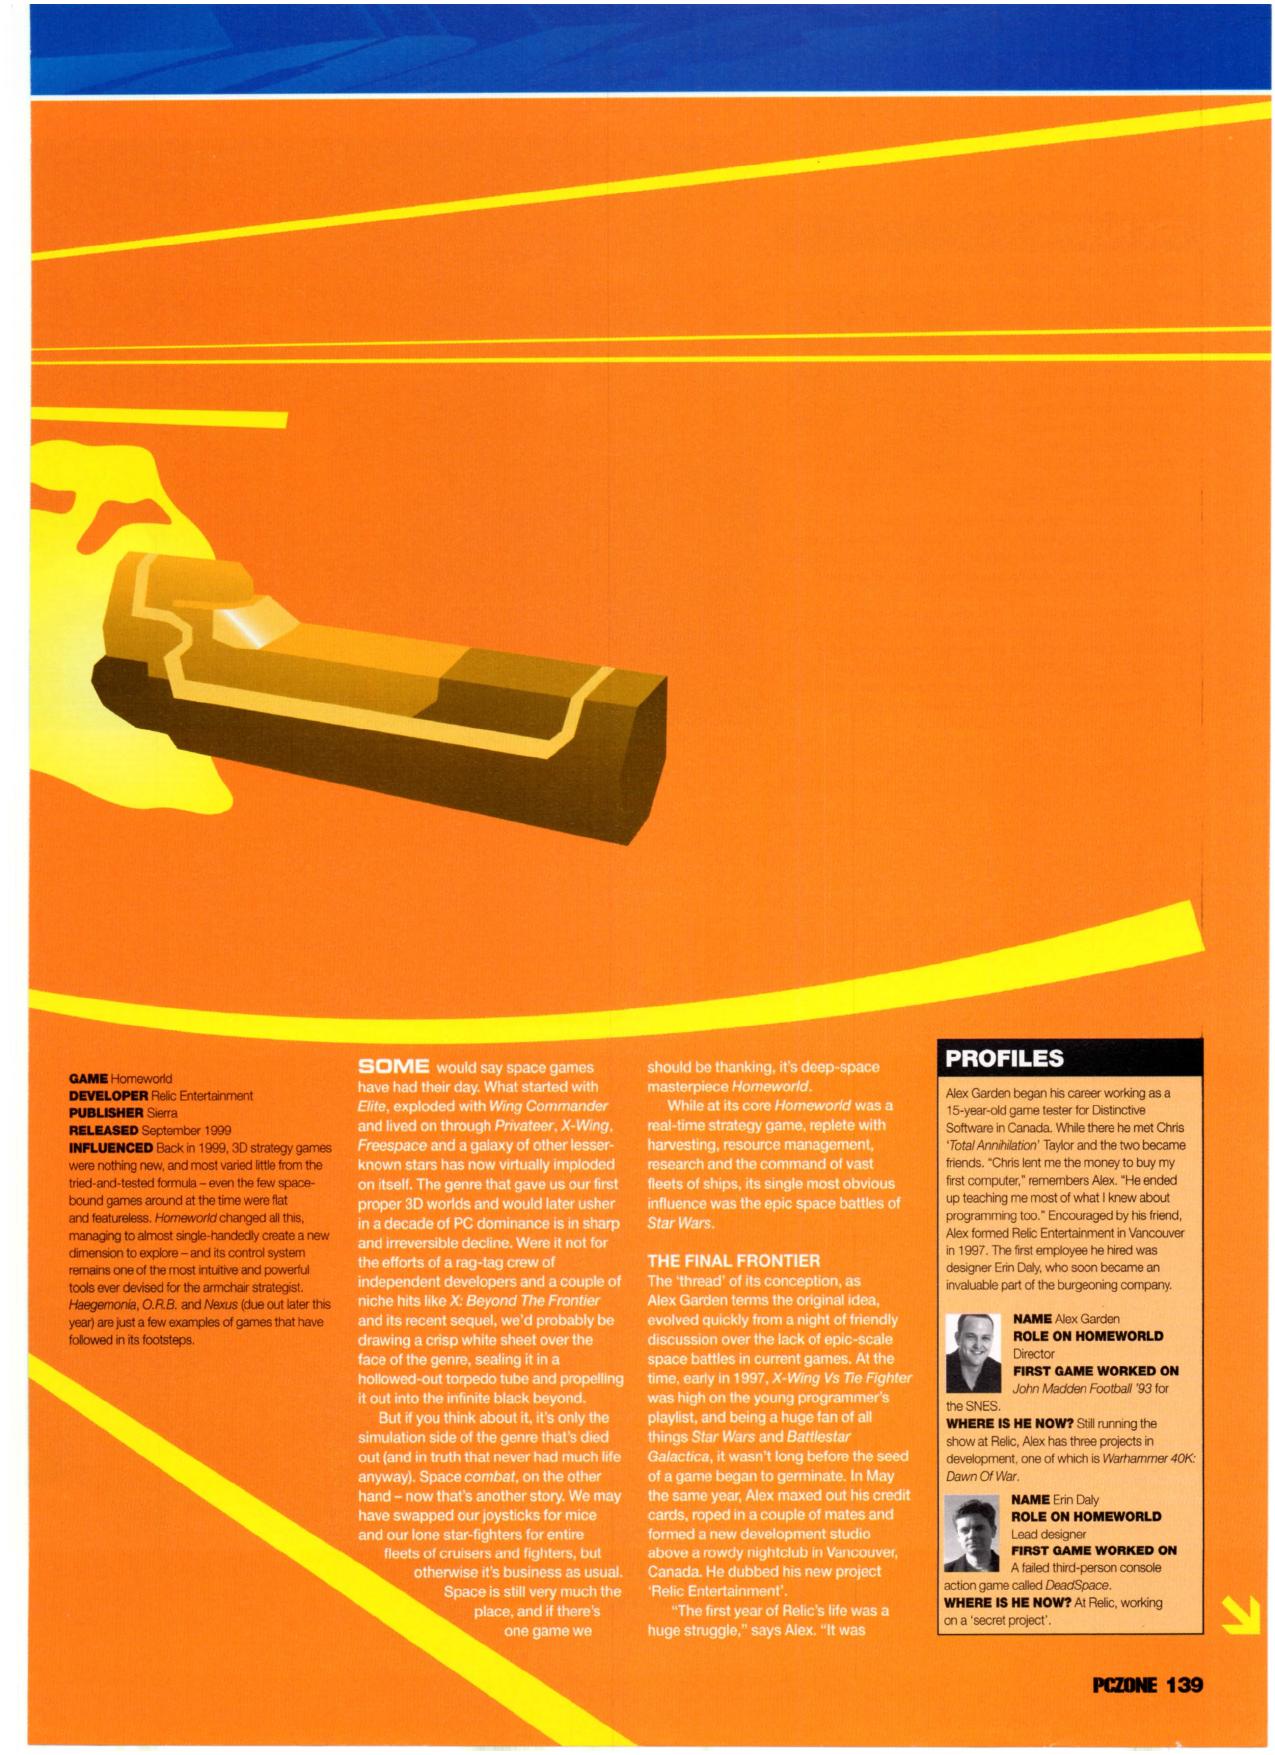 GAME Homeworld
DEVELOPER Relic Entertainment
PUBLISHER Sierra
RELEASED September 1999
INFLUENCED Back in 1999, 3D strategy games
were nothing new, and most varied little from the
tried-and-tested formula – even the few space-
bound games around at the time were flat
and featureless. Homeworld changed all this,
managing to almost single-handedly create a new
dimension to explore – and its control system
remains one of the most intuitive and powerful
tools ever devised for the armchair strategist.
Haegemonia, O.R.B. and Nexus (due out later this
year) are just a few examples of games that have
followed in its footsteps.
SOME would say space games
have had their day. What started with
Elite, exploded with Wing Commander
and lived on through Privateer, X-Wing,
Freespace and a galaxy of other lesser-
known stars has now virtually imploded
on itself. The genre that gave us our first
proper 3D worlds and would later usher
in a decade of PC dominance is in sharp
and irreversible decline. Were it not for
the efforts of a rag-tag crew of
independent developers and a couple of
niche hits like X: Beyond The Frontier
and its recent sequel, we'd probably be
drawing a crisp white sheet over the
face of the genre, sealing it in a
hollowed-out torpedo tube and propelling
it out into the infinite black beyond.
But if you think about it, it's only the
simulation side of the genre that's died
out (and in truth that never had much life
anyway). Space combat, on the other
hand – now that's another story. We may
have swapped our joysticks for mice
and our lone star-fighters for entire
fleets of cruisers and fighters, but
otherwise it's business as usual.
Space is still very much the
place, and if there's
one game we
should be thanking, it's deep-space
masterpiece Homeworld.
While at its core Homeworld was a
real-time strategy game, replete with
harvesting, resource management,
research and the command of vast
fleets of ships, its single most obvious
influence was the epic space battles of
Star Wars.
THE FINAL FRONTIER
The 'thread' of its conception, as
Alex Garden terms the original idea,
evolved quickly from a night of friendly
discussion over the lack of epic-scale
space battles in current games. At the
time, early in 1997, X-Wing Vs Tie Fighter
was high on the young programmer's
playlist, and being a huge fan of all
things Star Wars and Battlestar
Galactica, it wasn't long before the seed
of a game began to germinate. In May
the same year, Alex maxed out his credit
cards, roped in a couple of mates and
formed a new development studio
above a rowdy nightclub in Vancouver,
Canada. He dubbed his new project
'Relic Entertainment'.
"The first year of Relic's life was a
huge struggle," says Alex. "It was
PROFILES
Alex Garden began his career working as a
15-year-old game tester for Distinctive
Software in Canada. While there he met Chris
'Total Annihilation' Taylor and the two became
friends. "Chris lent me the money to buy my
first computer," remembers Alex. "He ended
up teaching me most of what I knew about
programming too." Encouraged by his friend,
Alex formed Relic Entertainment in Vancouver
in 1997. The first employee he hired was
designer Erin Daly, who soon became an
invaluable part of the burgeoning company.
NAME Alex Garden
ROLE ON HOMEWORLD
Director
FIRST GAME WORKED ON
John Madden Football '93 for
the SNES.
WHERE IS HE NOW? Still running the
show at Relic, Alex has three projects in
development, one of which is Warhammer 40K:
Dawn Of War.
NAME Erin Daly
ROLE ON HOMEWORLD
Lead designer
FIRST GAME WORKED ON
A failed third-person console
action game called DeadSpace.
WHERE IS HE NOW? At Relic, working
on a 'secret project'.
PCZONE 139